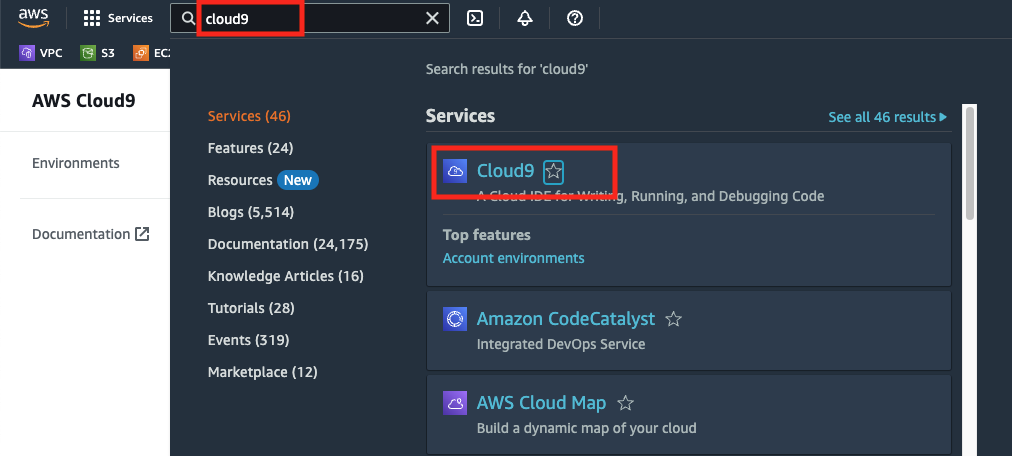 aws
Services
cloud9
VPC
S3
EC2
AWS Cloud9
Environments
Documentation
Search results for 'cloud9'
Services (46)
Features (24)
Resources New
Blogs (5,514)
Documentation (24,175)
Knowledge Articles (16)
Tutorials (28)
Events (319)
Marketplace (12)
Services
See all 46 results
Cloud9
A Cloud IDE for Writing, Running, and Debugging Code
Top features
Account environments
Amazon CodeCatalyst
Integrated DevOps Service
AWS Cloud Map
Build a dynamic map of your cloud